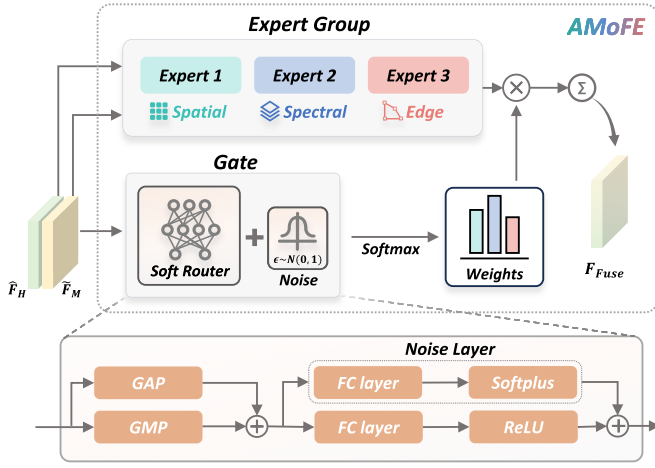 Expert Group
AMoFE
Expert 1
Expert 2
Expert 3
Spatial
Spectral
Edge
× Σ
Gate
Soft Router
+
ϵ~N(0,1)
Noise
Softmax
Weights
F̂_H
F̃_M
F_Fuse
Noise Layer
GAP
FC layer
Softplus
GMP
FC layer
ReLU